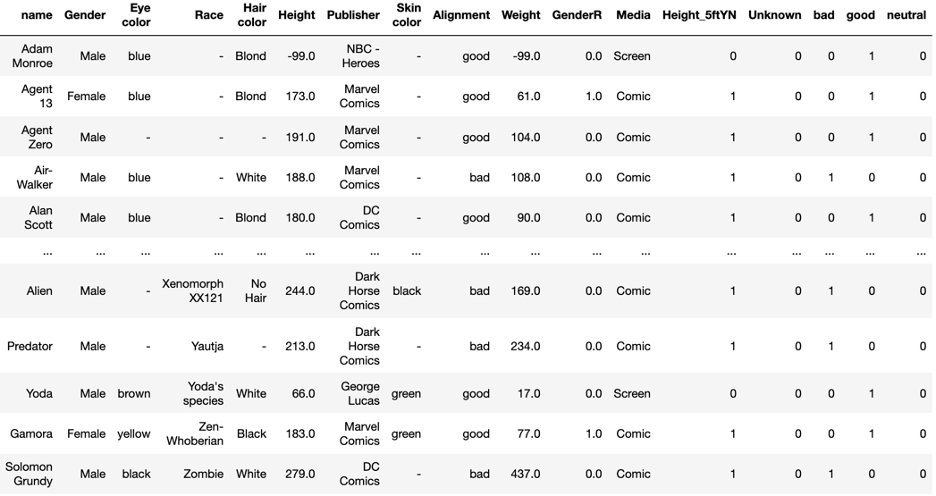 name Gender Eye color Race Hair color Height Publisher Skin color Alignment Weight GenderR Media Height_5ftYN Unknown bad good neutral
Adam Monroe Male blue - Blond -99.0 NBC - Heroes - good -99.0 0.0 Screen 0 0 0 1 0
Agent 13 Female blue - Blond 173.0 Marvel Comics - good 61.0 1.0 Comic 1 0 0 1 0
Agent Zero Male - - - 191.0 Marvel Comics - good 104.0 0.0 Comic 1 0 0 1 0
Air-Walker Male blue - White 188.0 Marvel Comics - bad 108.0 0.0 Comic 1 0 1 0 0
Alan Scott Male blue - Blond 180.0 DC Comics - good 90.0 0.0 Comic 1 0 0 1 0
... ... ... ... ... ... ... ... ... ... ... ... ... ... ... ... ...
Alien Male - Xenomorph XX121 No Hair 244.0 Dark Horse Comics black bad 169.0 0.0 Comic 1 0 1 0 0
Predator Male - Yautja - 213.0 Dark Horse Comics - bad 234.0 0.0 Comic 1 0 1 0 0
Yoda Male brown Yoda's species White 66.0 George Lucas green good 17.0 0.0 Screen 0 0 0 1 0
Gamora Female yellow Zen-Whoberian Black 183.0 Marvel Comics green good 77.0 1.0 Comic 1 0 0 1 0
Solomon Grundy Male black Zombie White 279.0 DC Comics - bad 437.0 0.0 Comic 1 0 1 0 0